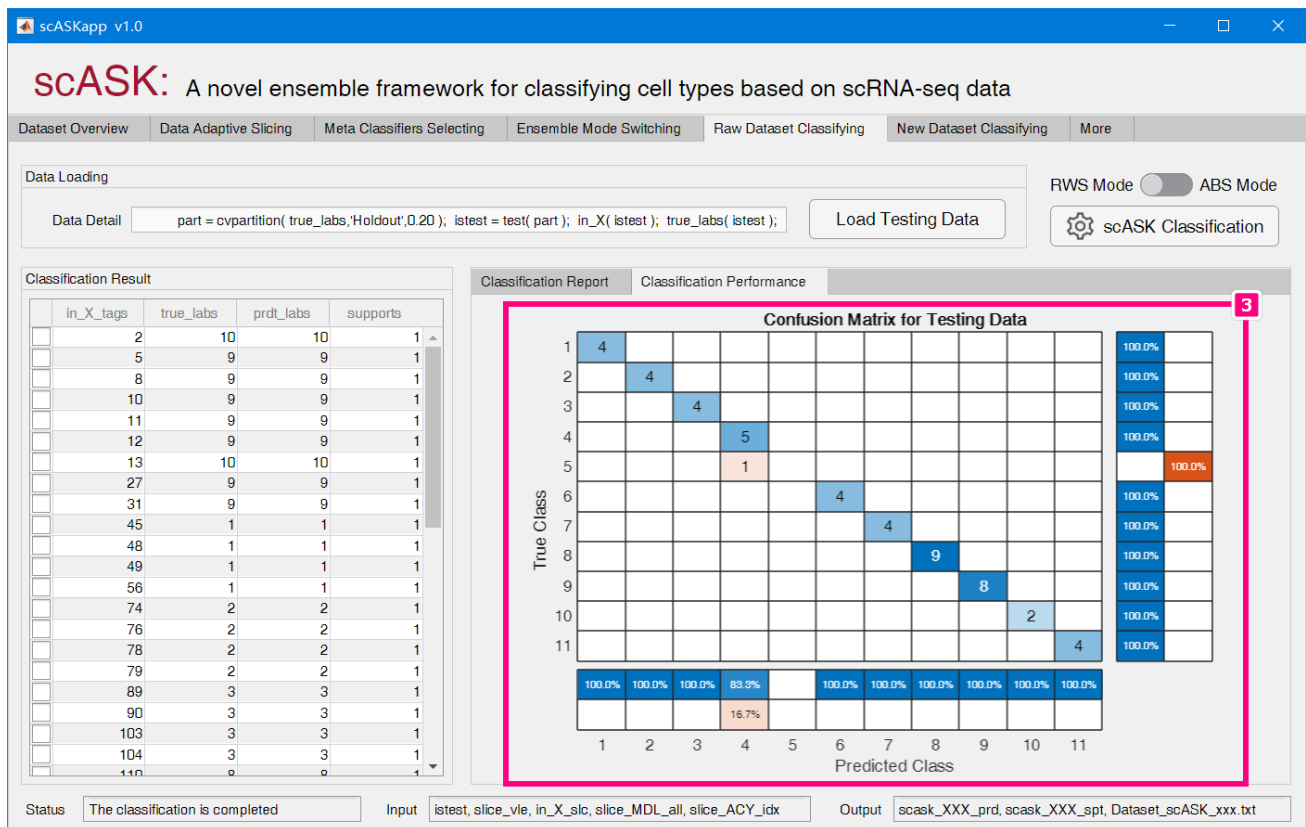 scASKapp v1.0
scASK: A novel ensemble framework for classifying cell types based on scRNA-seq data
Dataset Overview Data Adaptive Slicing Meta Classifiers Selecting Ensemble Mode Switching Raw Dataset Classifying New Dataset Classifying More
Data Loading
RWS Mode ABS Mode
Data Detail part = cvpartition( true_labs,'Holdout',0.20 ); istest = test( part ); in_X( istest ); true_labs( istest ); Load Testing Data
scASK Classification
Classification Result
in_X_tags true_labs prdt_labs supports
2 10 10 1
5 9 9 1
8 9 9 1
10 9 9 1
11 9 9 1
12 9 9 1
13 10 10 1
27 9 9 1
31 9 9 1
45 1 1 1
48 1 1 1
49 1 1 1
56 1 1 1
74 2 2 1
76 2 2 1
78 2 2 1
79 2 2 1
89 3 3 1
90 3 3 1
103 3 3 1
104 3 3 1
Classification Report Classification Performance
3
Confusion Matrix for Testing Data
True Class
1 4 100.0%
2 4 100.0%
3 4 100.0%
4 5 100.0%
5 1 100.0%
6 4 100.0%
7 4 100.0%
8 9 100.0%
9 8 100.0%
10 2 100.0%
11 4 100.0%
100.0% 100.0% 100.0% 83.3% 100.0% 100.0% 100.0% 100.0% 100.0% 100.0%
16.7%
1 2 3 4 5 6 7 8 9 10 11
Predicted Class
Status The classification is completed Input istest, slice_vle, in_X_slc, slice_MDL_all, slice_ACY_idx Output scask_XXX_prd, scask_XXX_spt, Dataset_scASK_xxx.txt